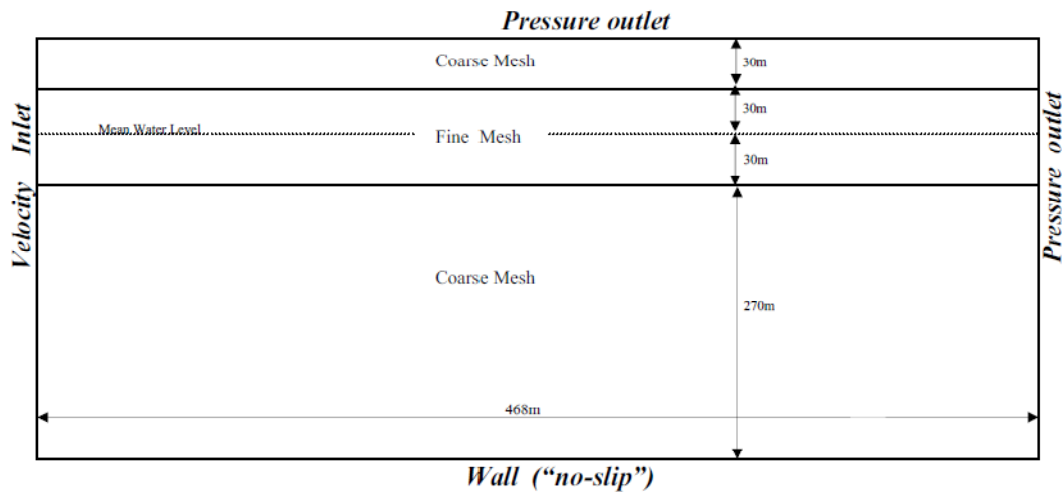 Pressure outlet
Coarse Mesh
30m
30m
Mean Water Level
Fine Mesh
30m
Velocity Inlet
Pressure outlet
Coarse Mesh
270m
468m
Wall (“no-slip”)